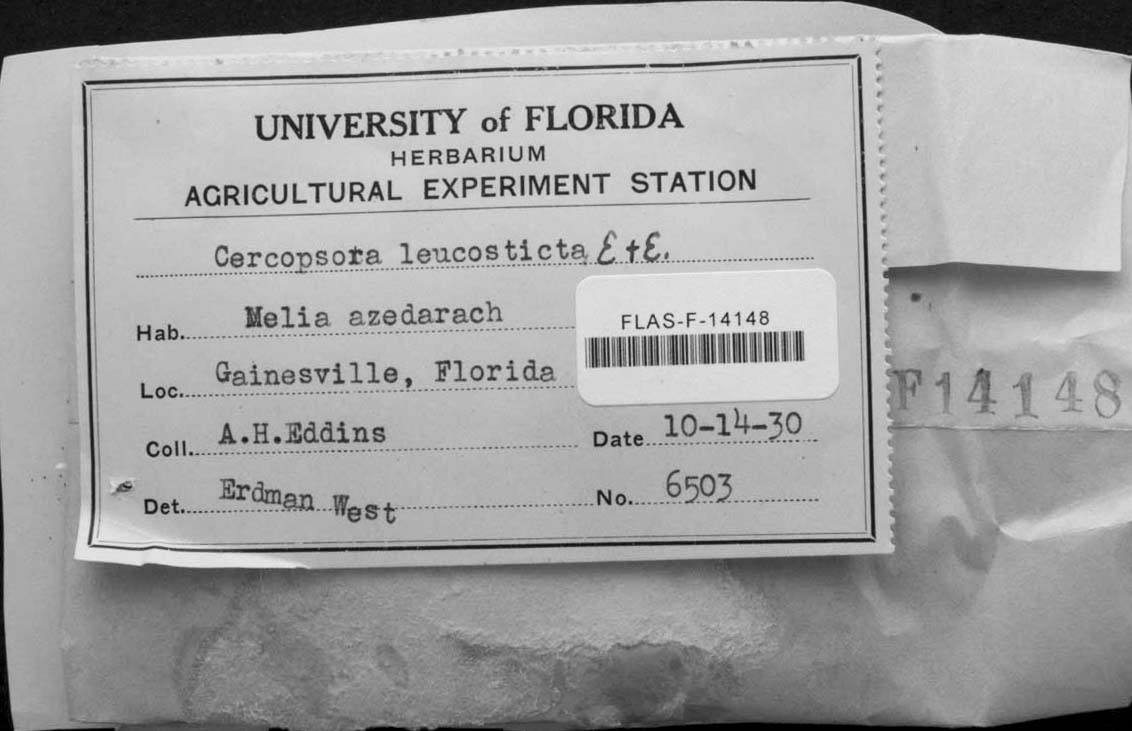 UNIVERSITY of FLORIDA
HERBARIUM
AGRICULTURAL EXPERIMENT STATION
Cercopsora leucosticta E+E.
Hab. Melia azedarach
FLAS-F-14148
Loc. Gainesville, Florida
F14148
Coll. A.H.Eddins Date 10-14-30
Det. Erdman West No. 6503